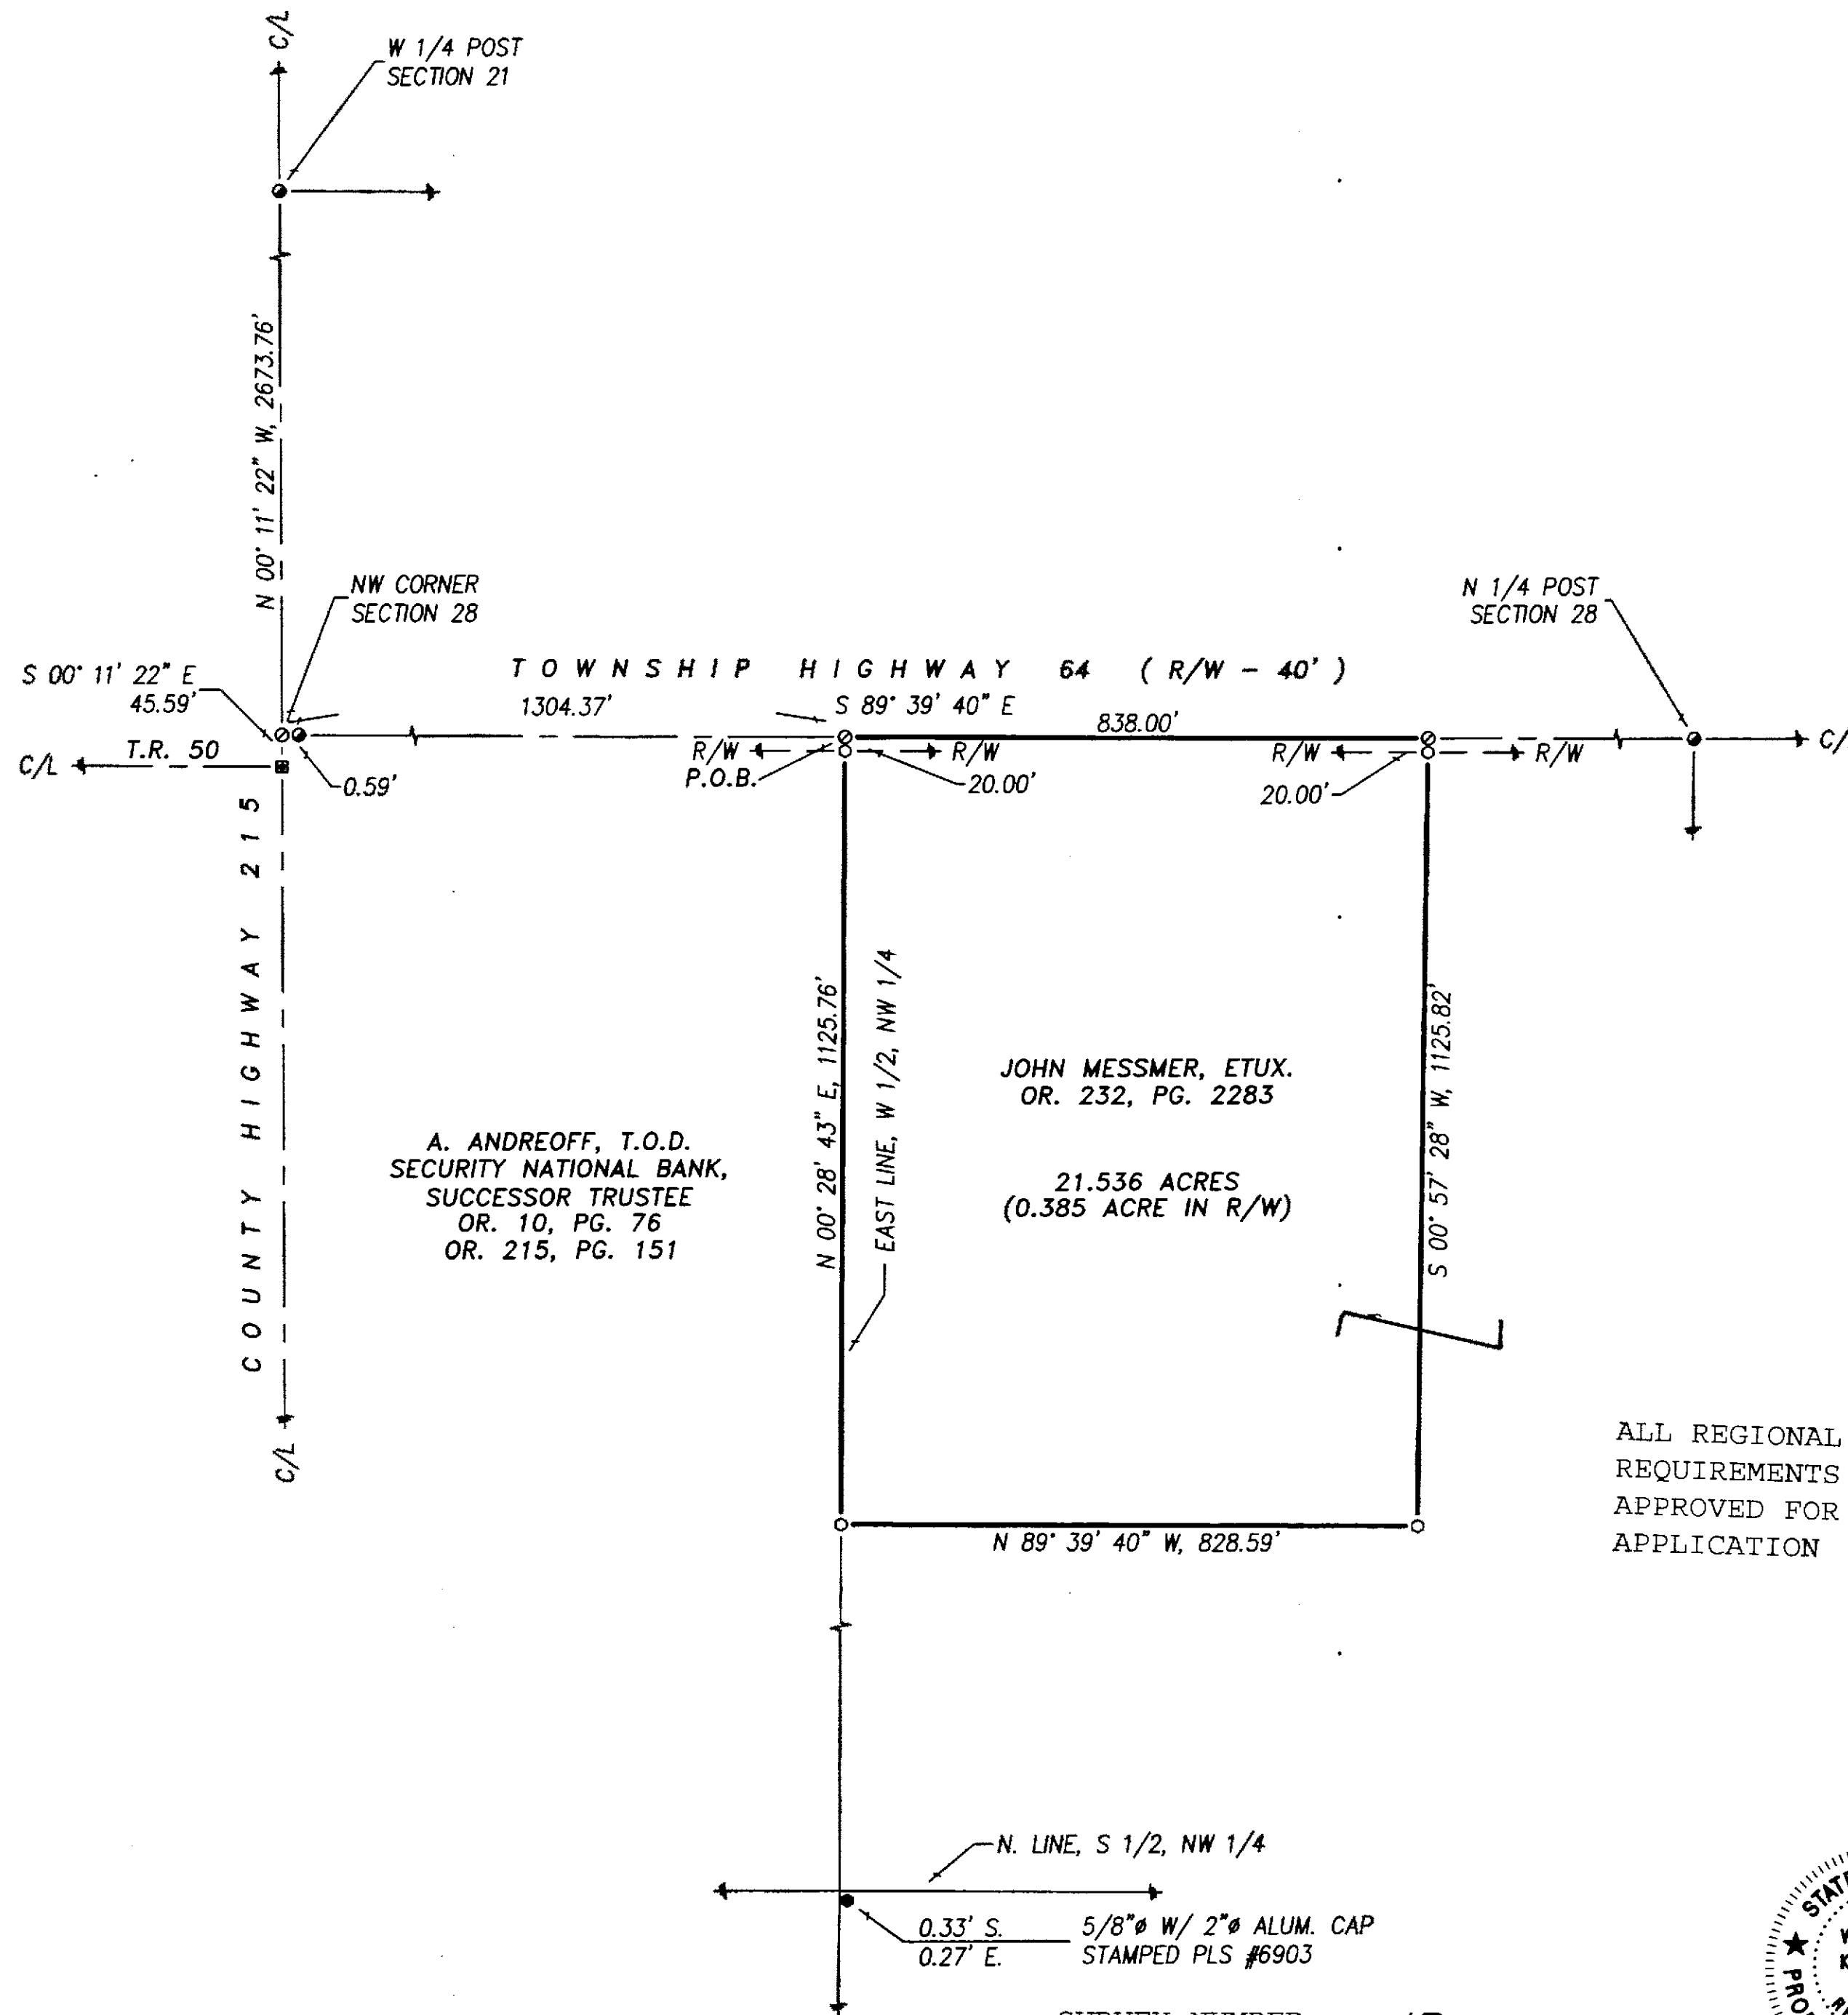 C/L
W 1/4 POST
SECTION 21
N 00° 11' 22" W, 2673.76'
NW CORNER
SECTION 28
N 1/4 POST
SECTION 28
S 00° 11' 22" E
45.59'
TOWNSHIP HIGHWAY 64 (R/W - 40')
1304.37'
S 89° 39' 40" E
838.00'
C/L
T.R. 50
0.59'
R/W
R/W
P.O.B.
20.00'
R/W
R/W
20.00'
C/
COUNTY HIGHWAY 215
C/L
N 00° 28' 43" E, 1125.76'
EAST LINE, W 1/2, NW 1/4
S 00° 57' 28" W, 1125.82'
JOHN MESSMER, ETUX.
OR. 232, PG. 2283
21.536 ACRES
(0.385 ACRE IN R/W)
A. ANDREOFF, T.O.D.
SECURITY NATIONAL BANK,
SUCCESSOR TRUSTEE
OR. 10, PG. 76
OR. 215, PG. 151
N 89° 39' 40" W, 828.59'
ALL REGIONAL
REQUIREMENTS
APPROVED FOR
APPLICATION
N. LINE, S 1/2, NW 1/4
0.33' S.
0.27' E.
5/8"ø W/ 2"ø ALUM. CAP
STAMPED PLS #6903